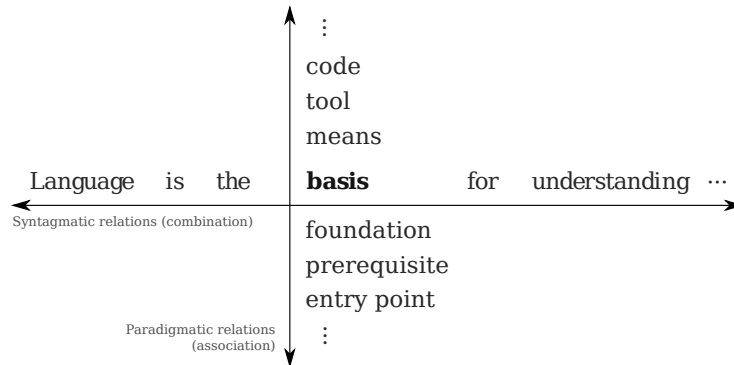 ⋮
code
tool
means
Language is the basis for understanding ⋯
Syntagmatic relations (combination)
foundation
prerequisite
entry point
Paradigmatic relations
(association)
⋮